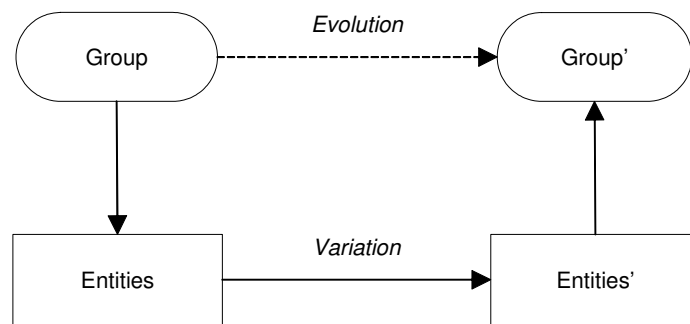 Evolution
Group
Group’
Variation
Entities
Entities’